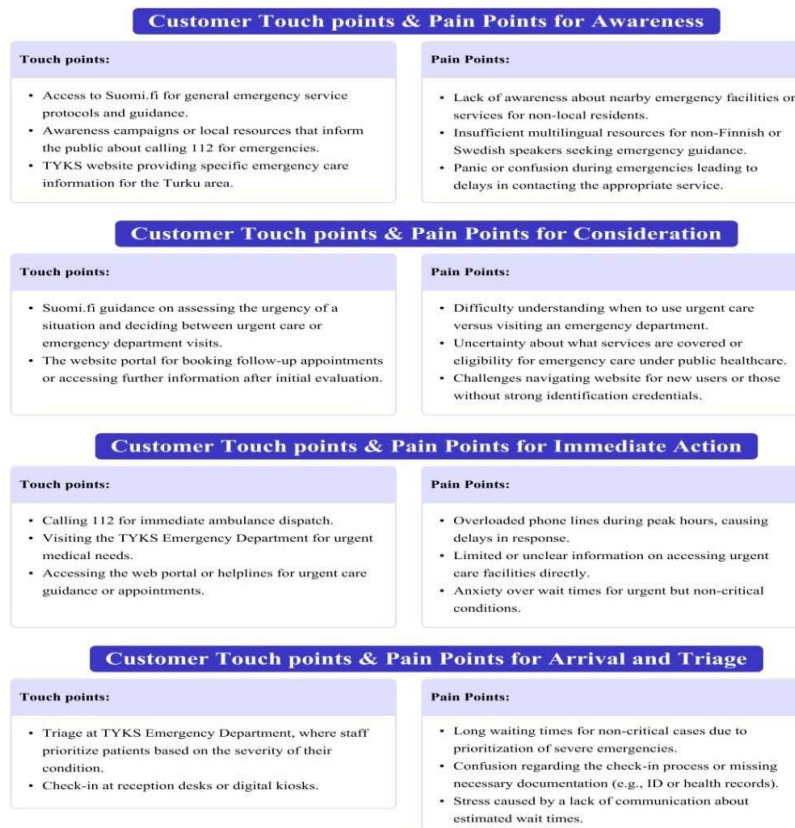 Customer Touch points & Pain Points for Awareness
Touch points:
• Access to Suomi.fi for general emergency service
protocols and guidance.
• Awareness campaigns or local resources that inform
the public about calling 112 for emergencies.
• TYKS website providing specific emergency care
information for the Turku area.
Pain Points:
• Lack of awareness about nearby emergency facilities or
services for non-local residents.
• Insufficient multilingual resources for non-Finnish or
Swedish speakers seeking emergency guidance.
• Panic or confusion during emergencies leading to
delays in contacting the appropriate service.
Customer Touch points & Pain Points for Consideration
Touch points:
• Suomi.fi guidance on assessing the urgency of a
situation and deciding between urgent care or
emergency department visits.
• The website portal for booking follow-up appointments
or accessing further information after initial evaluation.
Pain Points:
• Difficulty understanding when to use urgent care
versus visiting an emergency department.
• Uncertainty about what services are covered or
eligibility for emergency care under public healthcare.
• Challenges navigating website for new users or those
without strong identification credentials.
Customer Touch points & Pain Points for Immediate Action
Touch points:
• Calling 112 for immediate ambulance dispatch.
• Visiting the TYKS Emergency Department for urgent
medical needs.
• Accessing the web portal or helplines for urgent care
guidance or appointments.
Pain Points:
• Overloaded phone lines during peak hours, causing
delays in response.
• Limited or unclear information on accessing urgent
care facilities directly.
• Anxiety over wait times for urgent but non-critical
conditions.
Customer Touch points & Pain Points for Arrival and Triage
Touch points:
• Triage at TYKS Emergency Department, where staff
prioritize patients based on the severity of their
condition.
• Check-in at reception desks or digital kiosks.
Pain Points:
• Long waiting times for non-critical cases due to
prioritization of severe emergencies.
• Confusion regarding the check-in process or missing
necessary documentation (e.g., ID or health records).
• Stress caused by a lack of communication about
estimated wait times.